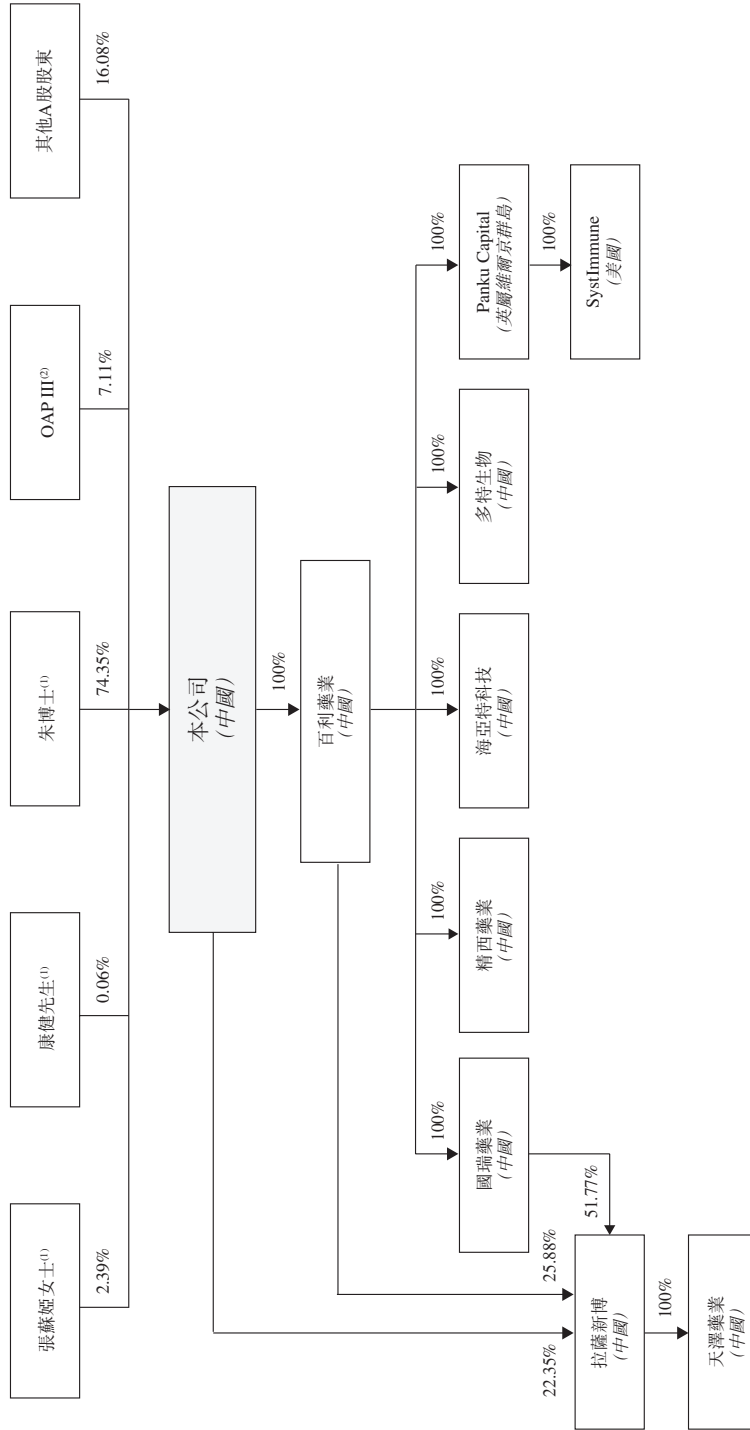 張蘇婭女士(1)
康健先生(1)
朱博士(1)
OAP III(2)
其他A股股東
2.39%
0.06%
74.35%
7.11%
16.08%
本公司
(中國)
100%
百利藥業
(中國)
100%
100%
100%
100%
100%
國瑞藥業
(中國)
精西藥業
(中國)
海亞特科技
(中國)
多特生物
(中國)
Panku Capital
(英屬維爾京群島)
22.35%
25.88%
51.77%
100%
拉薩新博
(中國)
SystImmune
(美國)
100%
天澤藥業
(中國)